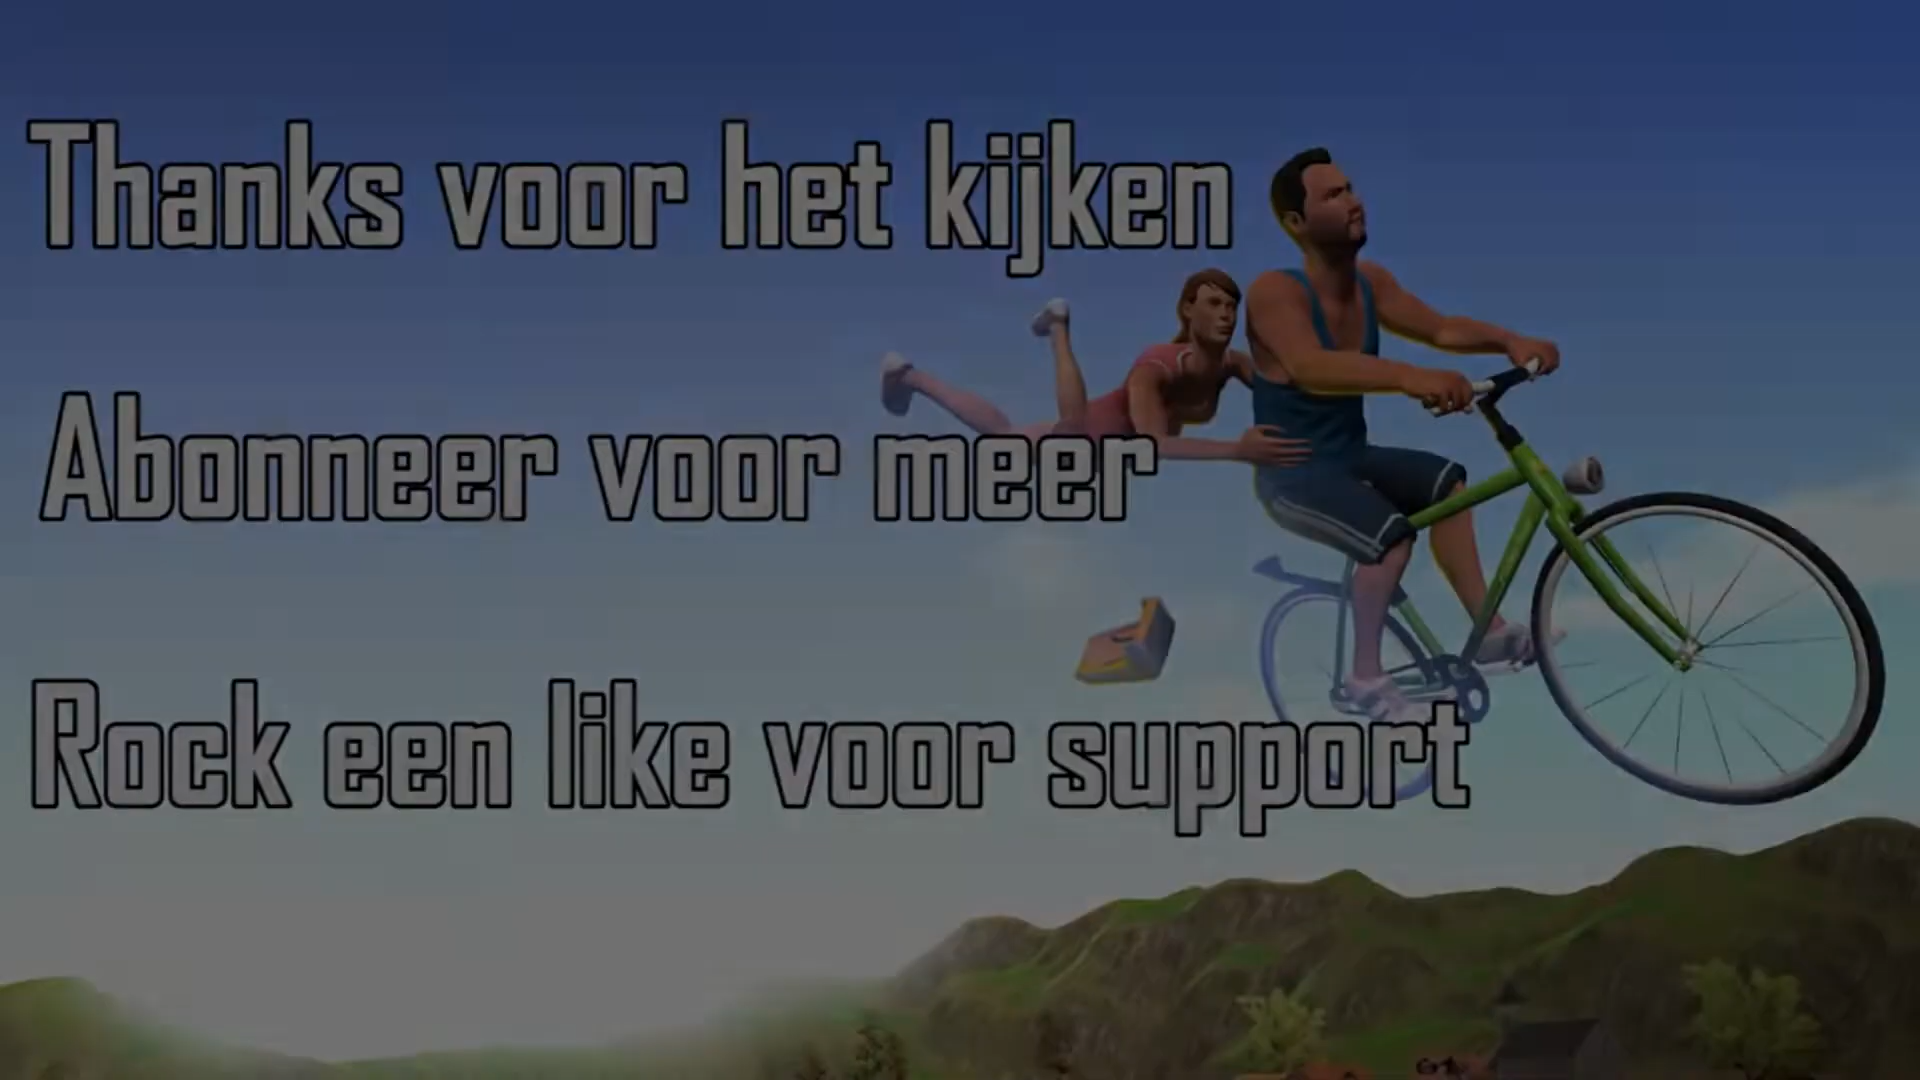 Thanks voor het kijken
Abonneer voor meer
Rock een like voor support